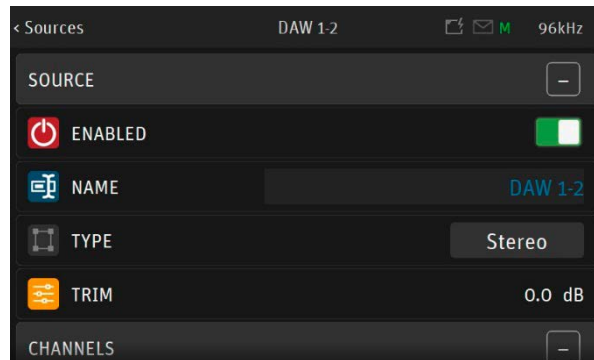 < Sources DAW 1-2 M 96kHz
SOURCE –
ENABLED
NAME DAW 1-2
TYPE Stereo
TRIM 0.0 dB
CHANNELS –